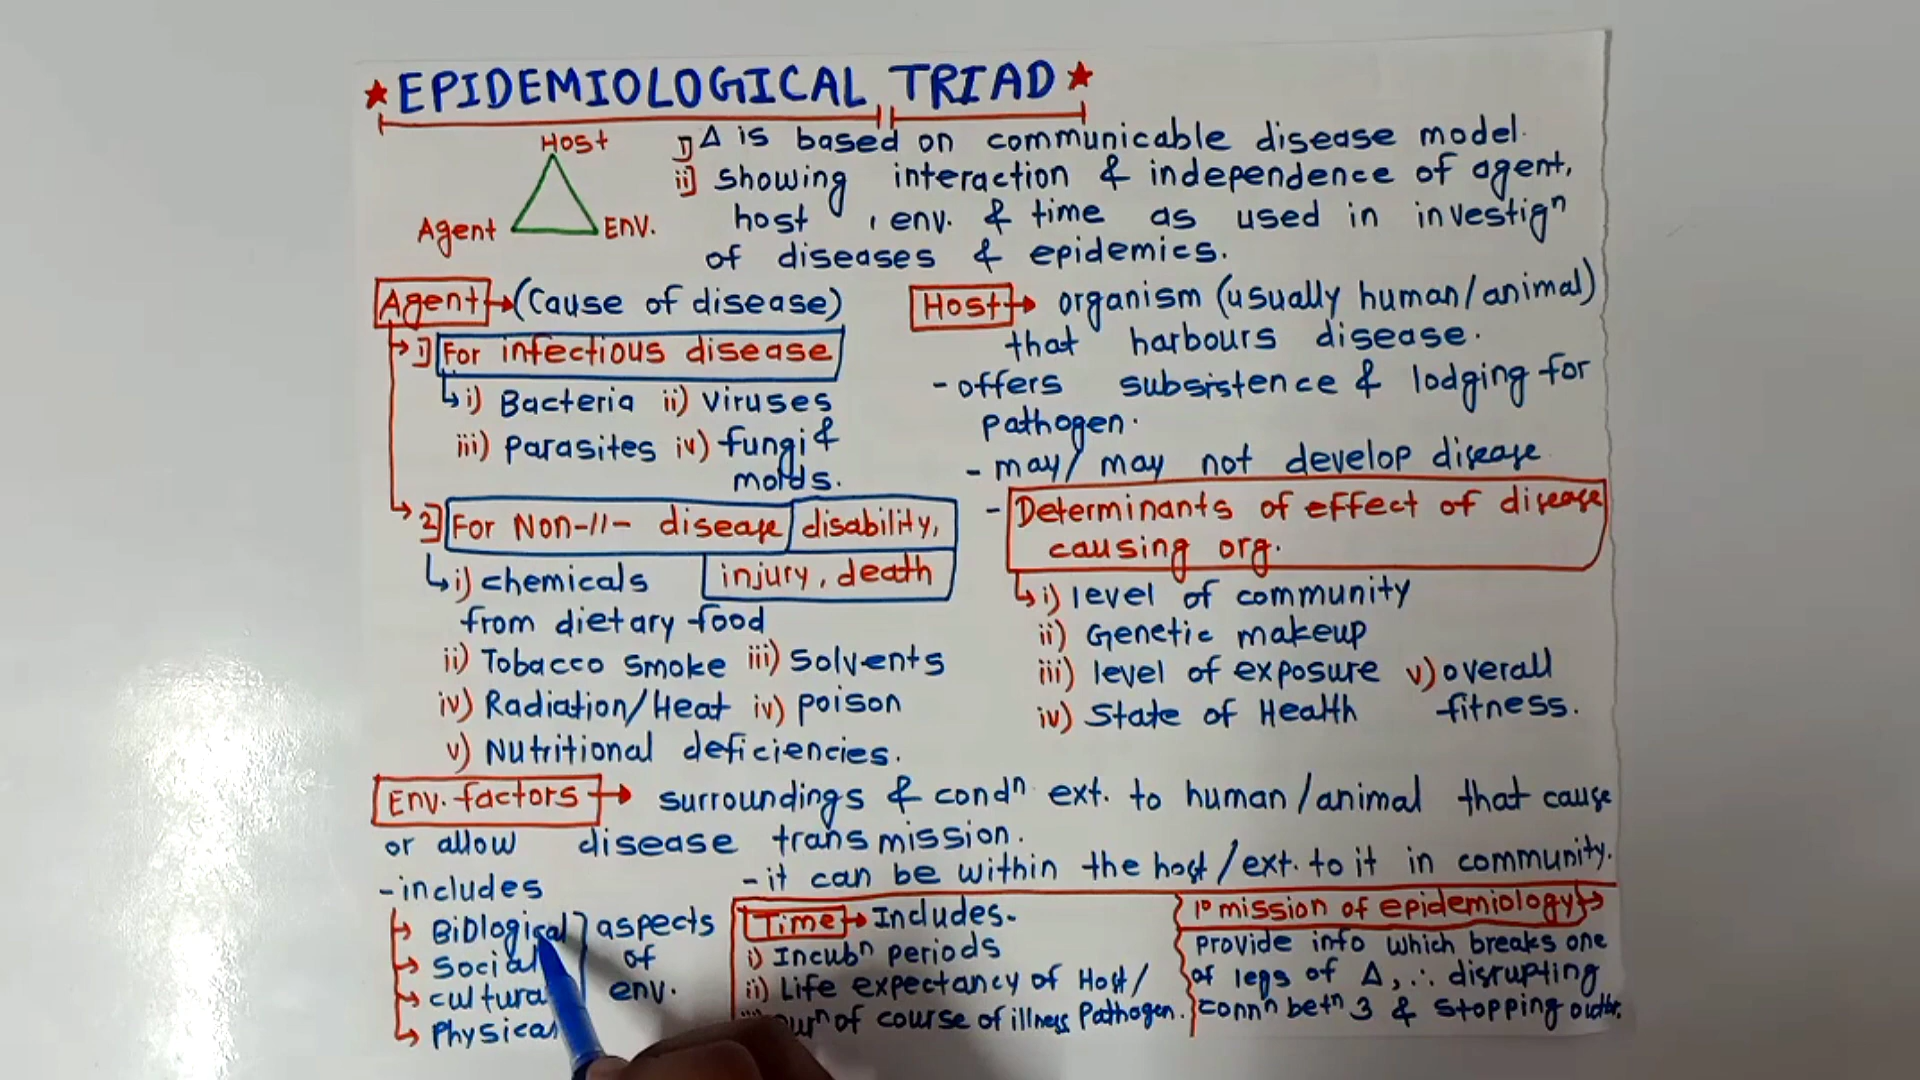 ★ EPIDEMIOLOGICAL TRIAD ★
Host
Agent
ENV.
i] Δ is based on communicable disease model.
ii] showing interaction & independence of agent,
host, env. & time as used in investigⁿ
of diseases & epidemics.
Agent → (Cause of disease)
→ 1] For infectious disease
↳ i) Bacteria ii) Viruses
iii) Parasites iv) fungi &
molds.
→ 2] For Non-11- disease disability,
injury, death
↳ i) chemicals
from dietary food
ii) Tobacco smoke iii) solvents
iv) Radiation/Heat iv) poison
v) Nutritional deficiencies.
Host → organism (usually human/animal)
that harbours disease.
- offers subsistence & lodging for
pathogen.
- may/may not develop disease
- Determinants of effect of disease
causing org.
↳ i) level of community
ii) Genetic makeup
iii) level of exposure v) overall
iv) State of Health fitness.
Env. factors → surroundings & condⁿ ext. to human/animal that cause
or allow disease transmission.
- it can be within the host/ext. to it in community.
- includes
→ Biological
→ Social
→ cultura
→ Physica
aspects
of
env.
Time → Includes-
i) Incubⁿ periods
ii) Life expectancy of Host/
Pathogen.
of course of illness
1° mission of epidemiology →
provide info which breaks one
of legs of Δ, ∴ disrupting
connⁿ betⁿ 3 & stopping